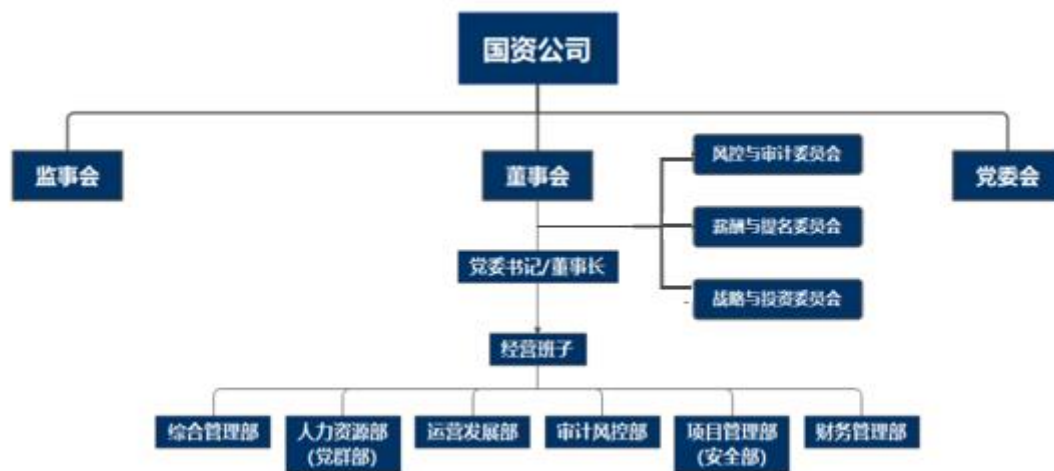 国资公司
监事会
董事会
风控与审计委员会
党委会
薪酬与提名委员会
党委书记/董事长
战略与投资委员会
经营班子
综合管理部
人力资源部
(党群部)
运营发展部
审计风控部
项目管理部
(安全部)
财务管理部